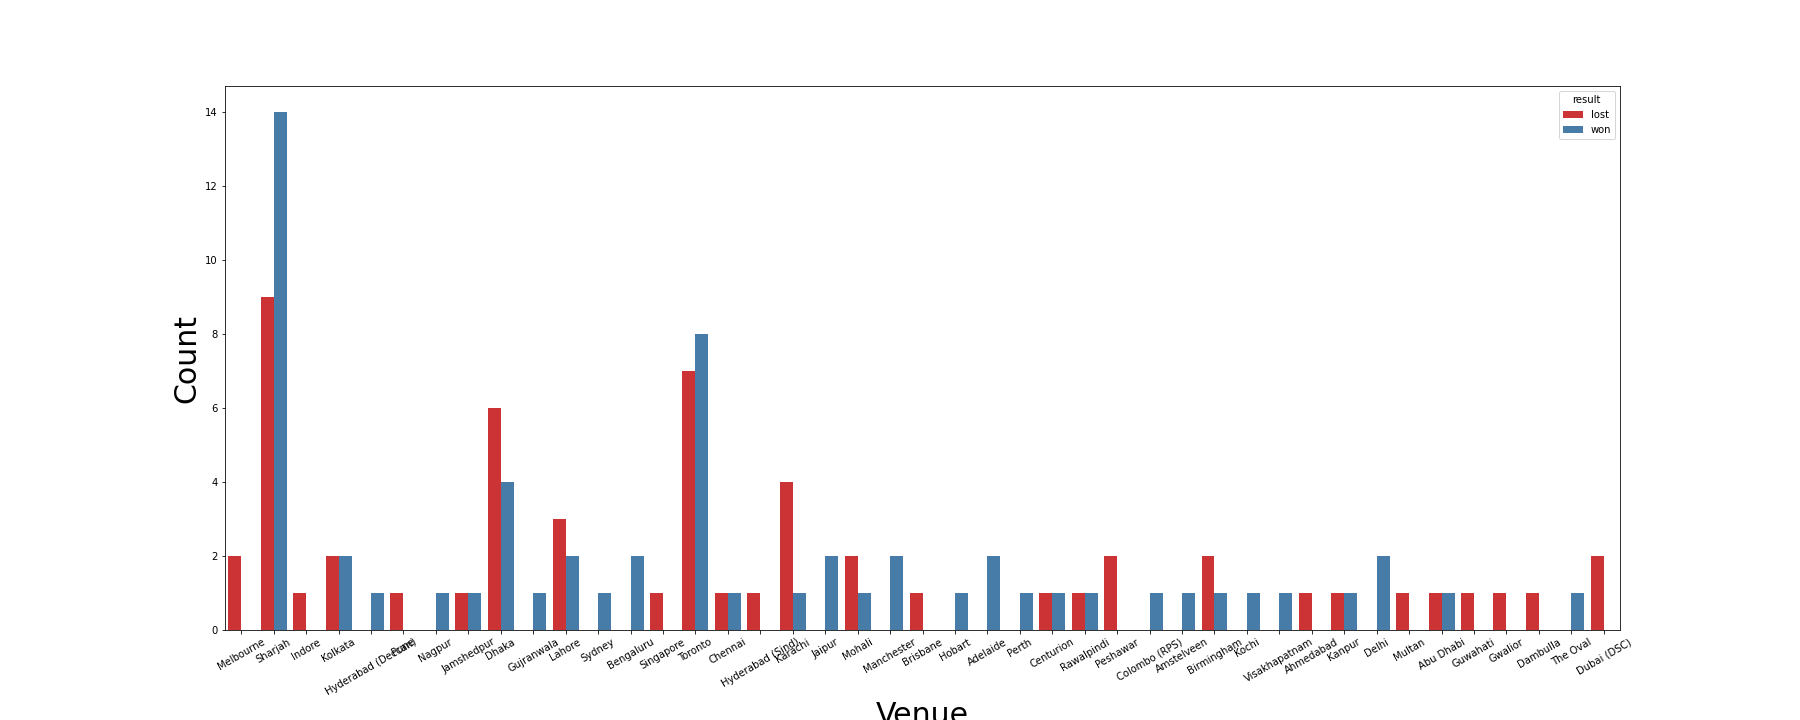 result
lost
won
14
12
10
8
6
4
2
0
Count
Melbourne
Sharjah
Indore
Kolkata
Hyderabad (Deccan)
Pune
Nagpur
Jamshedpur
Dhaka
Gujranwala
Lahore
Sydney
Bengaluru
Singapore
Toronto
Chennai
Hyderabad (Sind)
Karachi
Jaipur
Mohali
Manchester
Brisbane
Hobart
Adelaide
Perth
Centurion
Rawalpindi
Peshawar
Colombo (RPS)
Amstelveen
Birmingham
Kochi
Visakhapatnam
Ahmedabad
Kanpur
Delhi
Multan
Abu Dhabi
Guwahati
Gwalior
Dambulla
The Oval
Dubai (DSC)
Venue